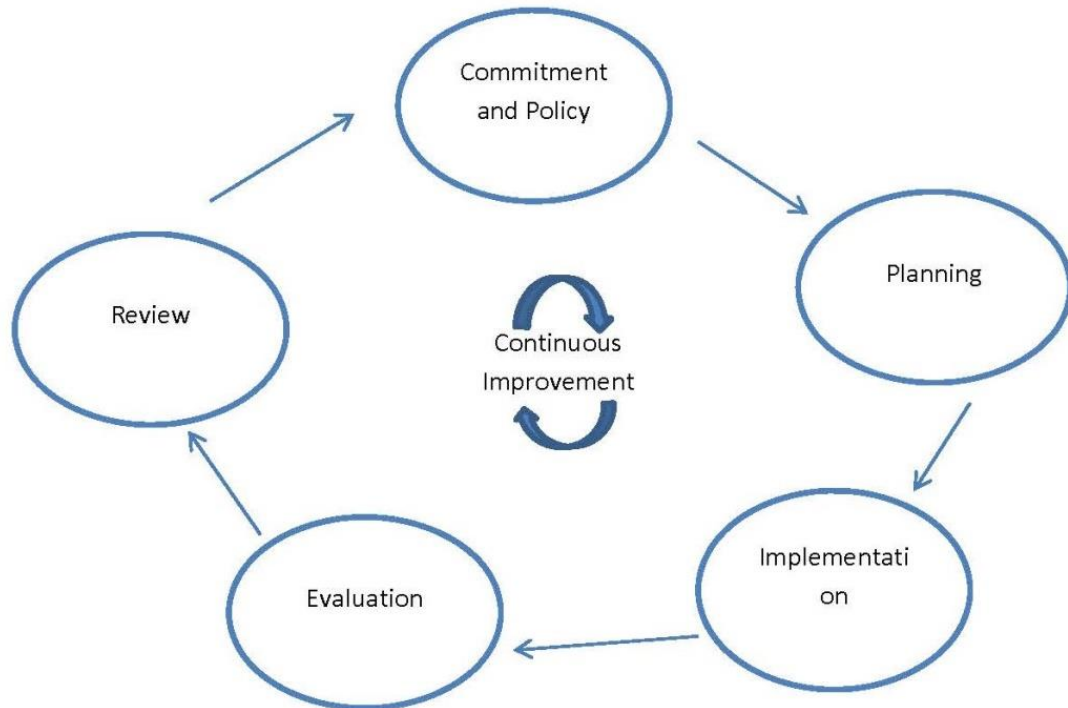 Commitment
and Policy
Planning
Implementati
on
Evaluation
Review
Continuous
Improvement